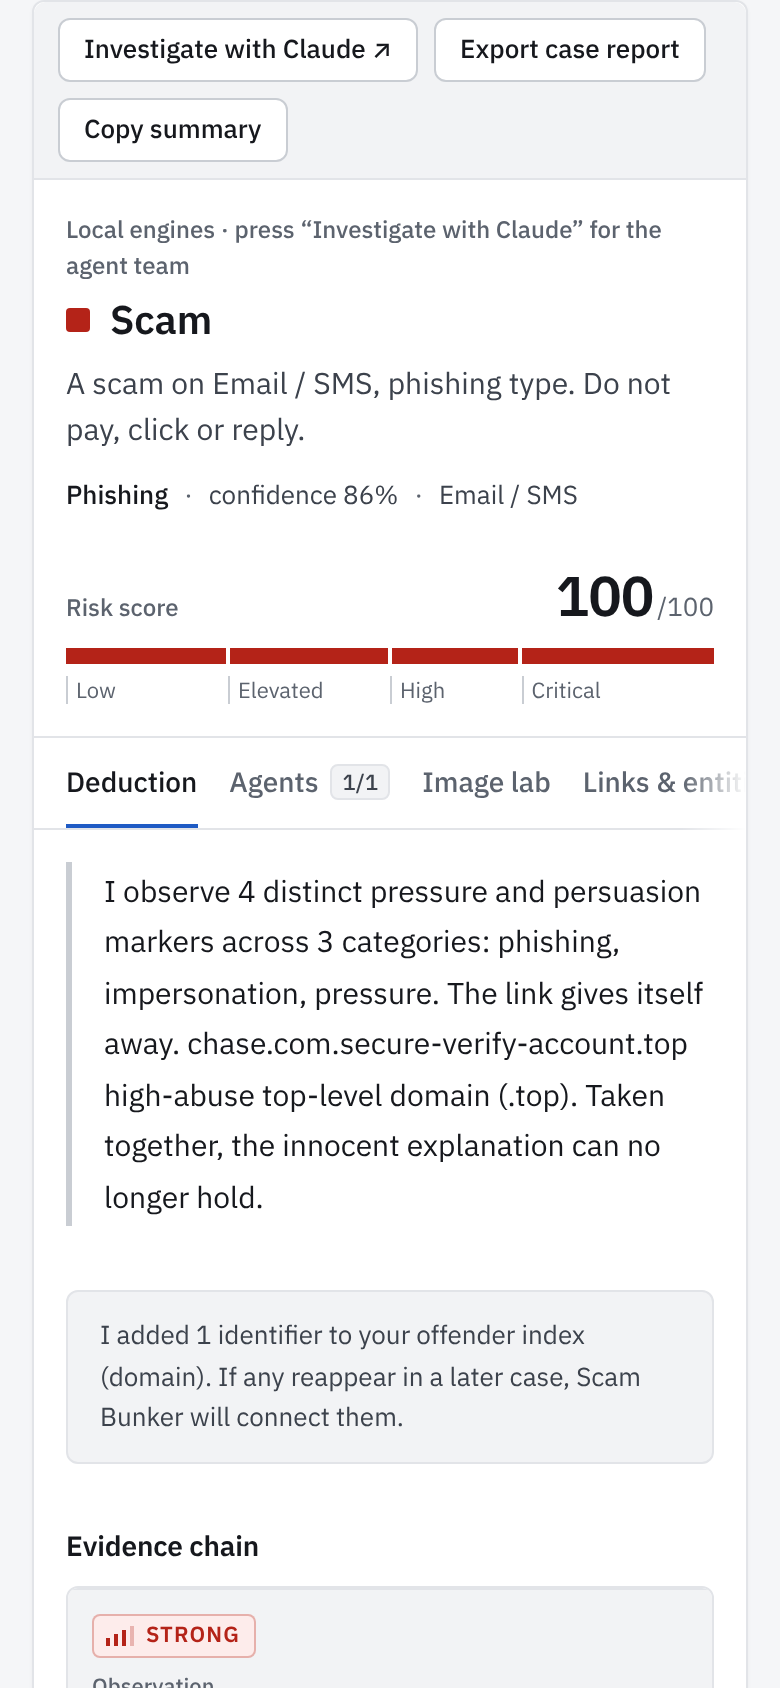 Investigate with Claude ↗ Export case report
Copy summary
Local engines · press “Investigate with Claude” for the
agent team
Scam
A scam on Email / SMS, phishing type. Do not
pay, click or reply.
Phishing · confidence 86% · Email / SMS
Risk score 100/100
Low Elevated High Critical
Deduction Agents 1/1 Image lab Links & entit
I observe 4 distinct pressure and persuasion
markers across 3 categories: phishing,
impersonation, pressure. The link gives itself
away. chase.com.secure-verify-account.top
high-abuse top-level domain (.top). Taken
together, the innocent explanation can no
longer hold.
I added 1 identifier to your offender index
(domain). If any reappear in a later case, Scam
Bunker will connect them.
Evidence chain
STRONG
Observation